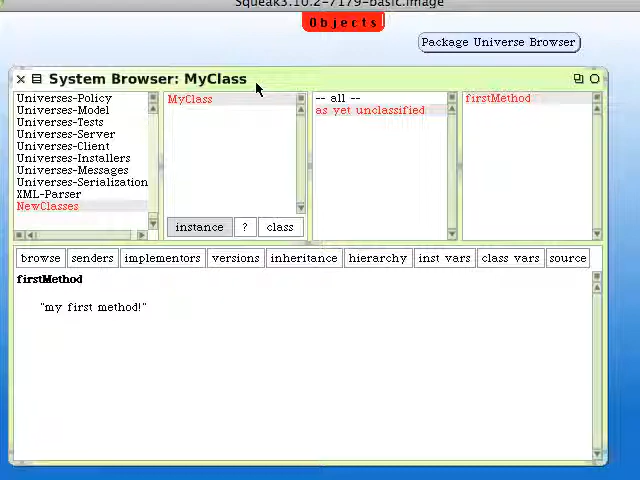 Squeak3.10.2-7179-basic.image
Objects
Package Universe Browser
System Browser: MyClass
Universes-Policy
Universes-Model
Universes-Tests
Universes-Server
Universes-Client
Universes-Installers
Universes-Messages
Universes-Serialization
XML-Parser
NewClasses
MyClass
instance ? class
-- all --
as yet unclassified
firstMethod
browse senders implementors versions inheritance hierarchy inst vars class vars source
firstMethod
"my first method!"